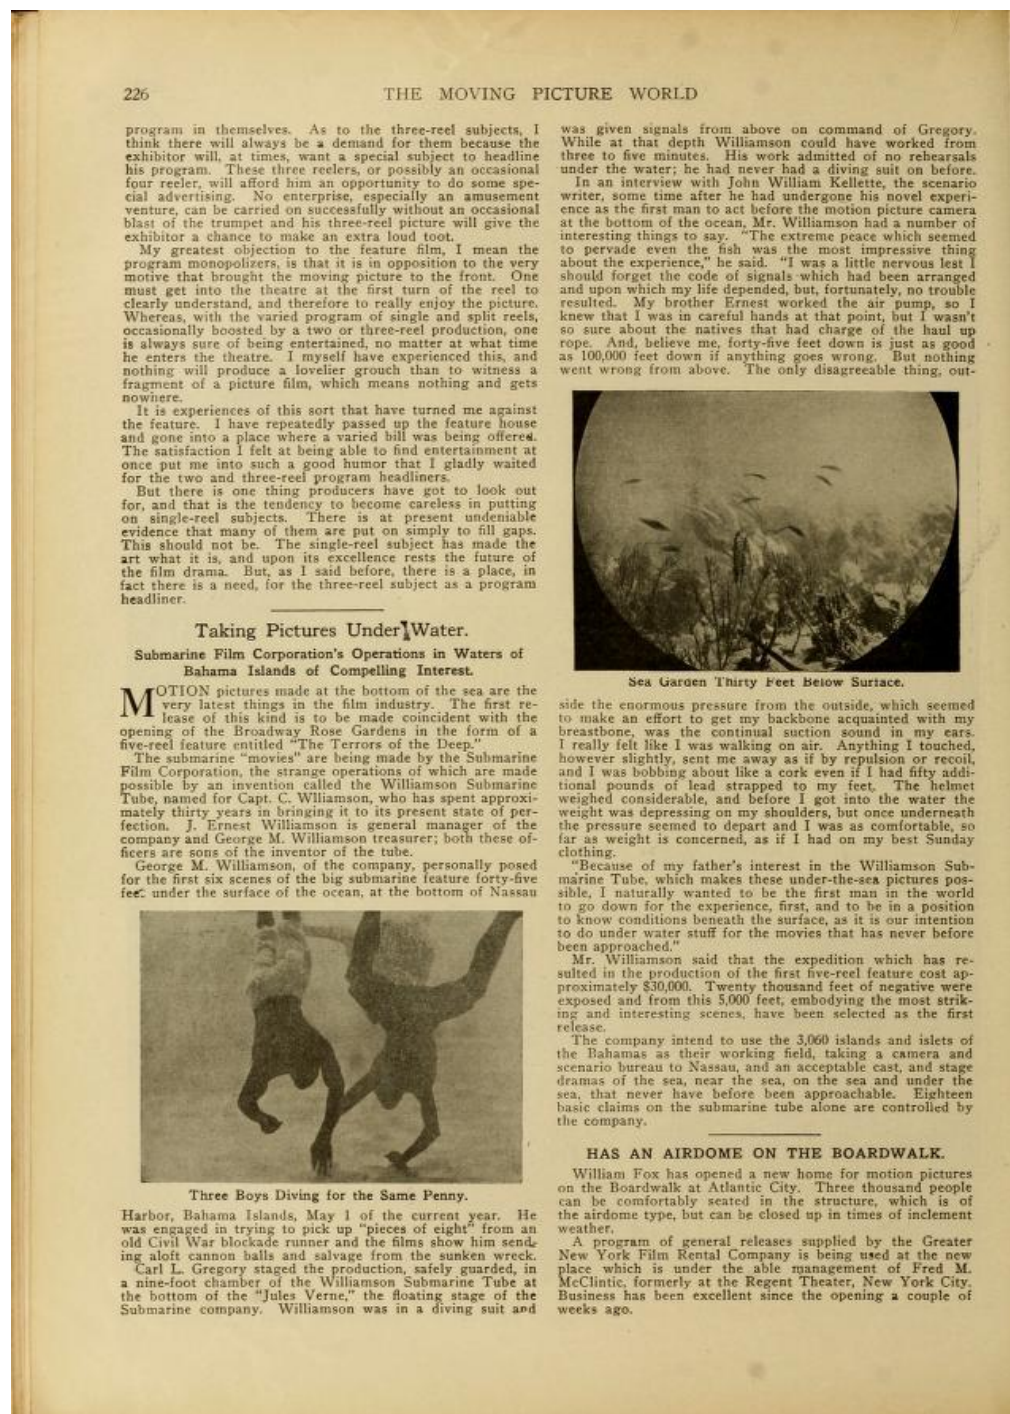 226
THE MOVING PICTURE WORLD
program in themselves. As to the three-reel subjects, I
think there will always be a demand for them because the
exhibitor will, at times, want a special subject to headline
his program. These three reelers, or possibly an occasional
four reeler, will afford him an opportunity to do some spe-
cial advertising. No enterprise, especially an amusement
venture, can be carried on successfully without an occasional
blast of the trumpet and his three-reel picture will give the
exhibitor a chance to make an extra loud toot.
My greatest objection to the feature film, I mean the
program monopolizers, is that it is in opposition to the very
motive that brought the moving picture to the front. One
must get into the theatre at the first turn of the reel to
clearly understand, and therefore to really enjoy the picture.
Whereas, with the varied program of single and split reels,
occasionally boosted by a two or three-reel production, one
is always sure of being entertained, no matter at what time
he enters the theatre. I myself have experienced this, and
nothing will produce a lovelier grouch than to witness a
fragment of a picture film, which means nothing and gets
nowhere.
It is experiences of this sort that have turned me against
the feature. I have repeatedly passed up the feature house
and gone into a place where a varied bill was being offered.
The satisfaction I felt at being able to find entertainment at
once put me into such a good humor that I gladly waited
for the two and three-reel program headliners.
But there is one thing producers have got to look out
for, and that is the tendency to become careless in putting
on single-reel subjects. There is at present undeniable
evidence that many of them are put on simply to fill gaps.
This should not be. The single-reel subject has made the
art what it is, and upon its excellence rests the future of
the film drama. But, as I said before, there is a place, in
fact there is a need, for the three-reel subject as a program
headliner.
Taking Pictures Under Water.
Submarine Film Corporation's Operations in Waters of
Bahama Islands of Compelling Interest.
MOTION pictures made at the bottom of the sea are the
very latest things in the film industry. The first re-
lease of this kind is to be made coincident with the
opening of the Broadway Rose Gardens in the form of a
five-reel feature entitled "The Terrors of the Deep."
The submarine "movies" are being made by the Submarine
Film Corporation, the strange operations of which are made
possible by an invention called the Williamson Submarine
Tube, named for Capt. C. Wlliamson, who has spent approxi-
mately thirty years in bringing it to its present state of per-
fection. J. Ernest Williamson is general manager of the
company and George M. Williamson treasurer; both these of-
ficers are sons of the inventor of the tube.
George M. Williamson, of the company, personally posed
for the first six scenes of the big submarine feature forty-five
feet under the surface of the ocean, at the bottom of Nassau
Three Boys Diving for the Same Penny.
Harbor, Bahama Islands, May 1 of the current year. He
was engaged in trying to pick up "pieces of eight" from an
old Civil War blockade runner and the films show him send-
ing aloft cannon balls and salvage from the sunken wreck.
Carl L. Gregory staged the production, safely guarded, in
a nine-foot chamber of the Williamson Submarine Tube at
the bottom of the "Jules Verne," the floating stage of the
Submarine company. Williamson was in a diving suit and
was given signals from above on command of Gregory.
While at that depth Williamson could have worked from
three to five minutes. His work admitted of no rehearsals
under the water; he had never had a diving suit on before.
In an interview with John William Kellette, the scenario
writer, some time after he had undergone his novel experi-
ence as the first man to act before the motion picture camera
at the bottom of the ocean, Mr. Williamson had a number of
interesting things to say. "The extreme peace which seemed
to pervade even the fish was the most impressive thing
about the experience," he said. "I was a little nervous lest I
should forget the code of signals which had been arranged
and upon which my life depended, but, fortunately, no trouble
resulted. My brother Ernest worked the air pump, so I
knew that I was in careful hands at that point, but I wasn't
so sure about the natives that had charge of the haul up
rope. And, believe me, forty-five feet down is just as good
as 100,000 feet down if anything goes wrong. But nothing
went wrong from above. The only disagreeable thing, out-
Sea Garden Thirty Feet Below Surface.
side the enormous pressure from the outside, which seemed
to make an effort to get my backbone acquainted with my
breastbone, was the continual suction sound in my ears.
I really felt like I was walking on air. Anything I touched,
however slightly, sent me away as if by repulsion or recoil,
and I was bobbing about like a cork even if I had fifty addi-
tional pounds of lead strapped to my feet. The helmet
weighed considerable, and before I got into the water the
weight was depressing on my shoulders, but once underneath
the pressure seemed to depart and I was as comfortable, so
far as weight is concerned, as if I had on my best Sunday
clothing.
"Because of my father's interest in the Williamson Sub-
marine Tube, which makes these under-the-sea pictures pos-
sible, I naturally wanted to be the first man in the world
to go down for the experience, first, and to be in a position
to know conditions beneath the surface, as it is our intention
to do under water stuff for the movies that has never before
been approached."
Mr. Williamson said that the expedition which has re-
sulted in the production of the first five-reel feature cost ap-
proximately $30,000. Twenty thousand feet of negative were
exposed and from this 5,000 feet, embodying the most strik-
ing and interesting scenes, have been selected as the first
release.
The company intend to use the 3,060 islands and islets of
the Bahamas as their working field, taking a camera and
scenario bureau to Nassau, and an acceptable cast, and stage
dramas of the sea, near the sea, on the sea and under the
sea, that never have before been approachable. Eighteen
basic claims on the submarine tube alone are controlled by
the company.
HAS AN AIRDOME ON THE BOARDWALK.
William Fox has opened a new home for motion pictures
on the Boardwalk at Atlantic City. Three thousand people
can be comfortably seated in the structure, which is of
the airdome type, but can be closed up in times of inclement
weather.
A program of general releases supplied by the Greater
New York Film Rental Company is being used at the new
place which is under the able management of Fred M.
McClintic, formerly at the Regent Theater, New York City.
Business has been excellent since the opening a couple of
weeks ago.